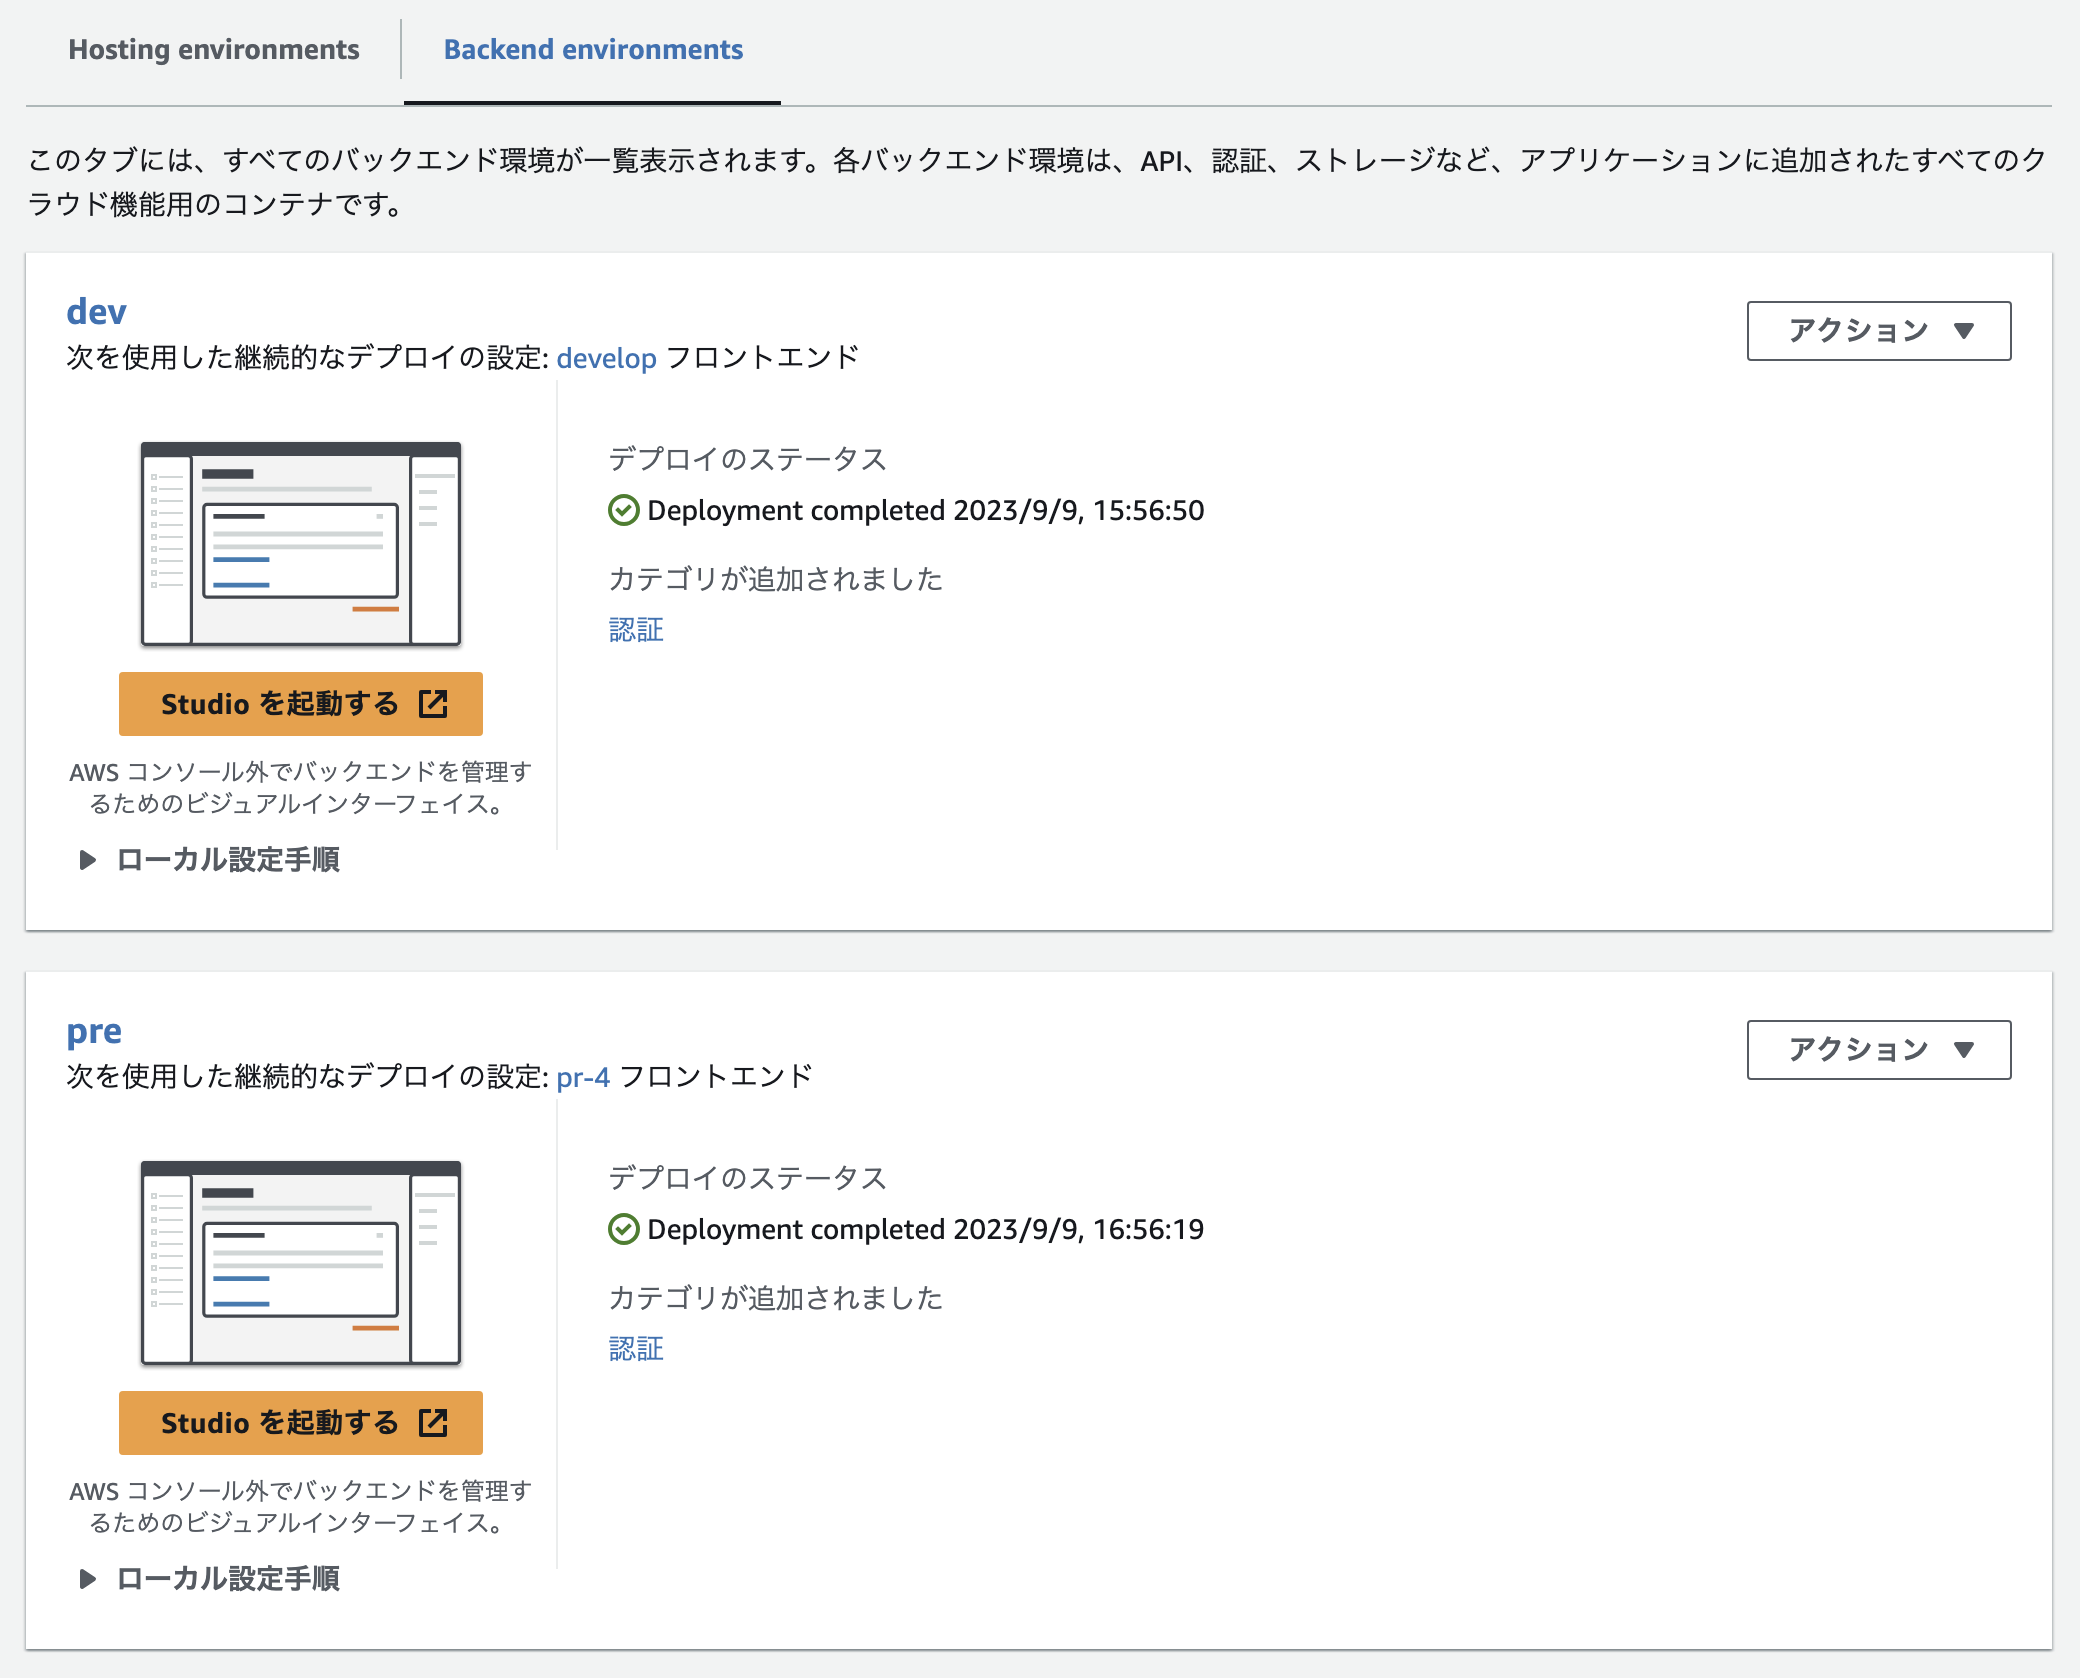 Hosting environments
Backend environments
このタブには、すべてのバックエンド環境が一覧表示されます。各バックエンド環境は、API、認証、ストレージなど、アプリケーションに追加されたすべてのク
ラウド機能用のコンテナです。
dev
アクション
次を使用した継続的なデプロイの設定: develop フロントエンド
デプロイのステータス
Deployment completed 2023/9/9, 15:56:50
カテゴリが追加されました
認証
Studio を起動する
AWS コンソール外でバックエンドを管理す
るためのビジュアルインターフェイス。
ローカル設定手順
pre
アクション
次を使用した継続的なデプロイの設定: pr-4 フロントエンド
デプロイのステータス
Deployment completed 2023/9/9, 16:56:19
カテゴリが追加されました
認証
Studio を起動する
AWS コンソール外でバックエンドを管理す
るためのビジュアルインターフェイス。
ローカル設定手順